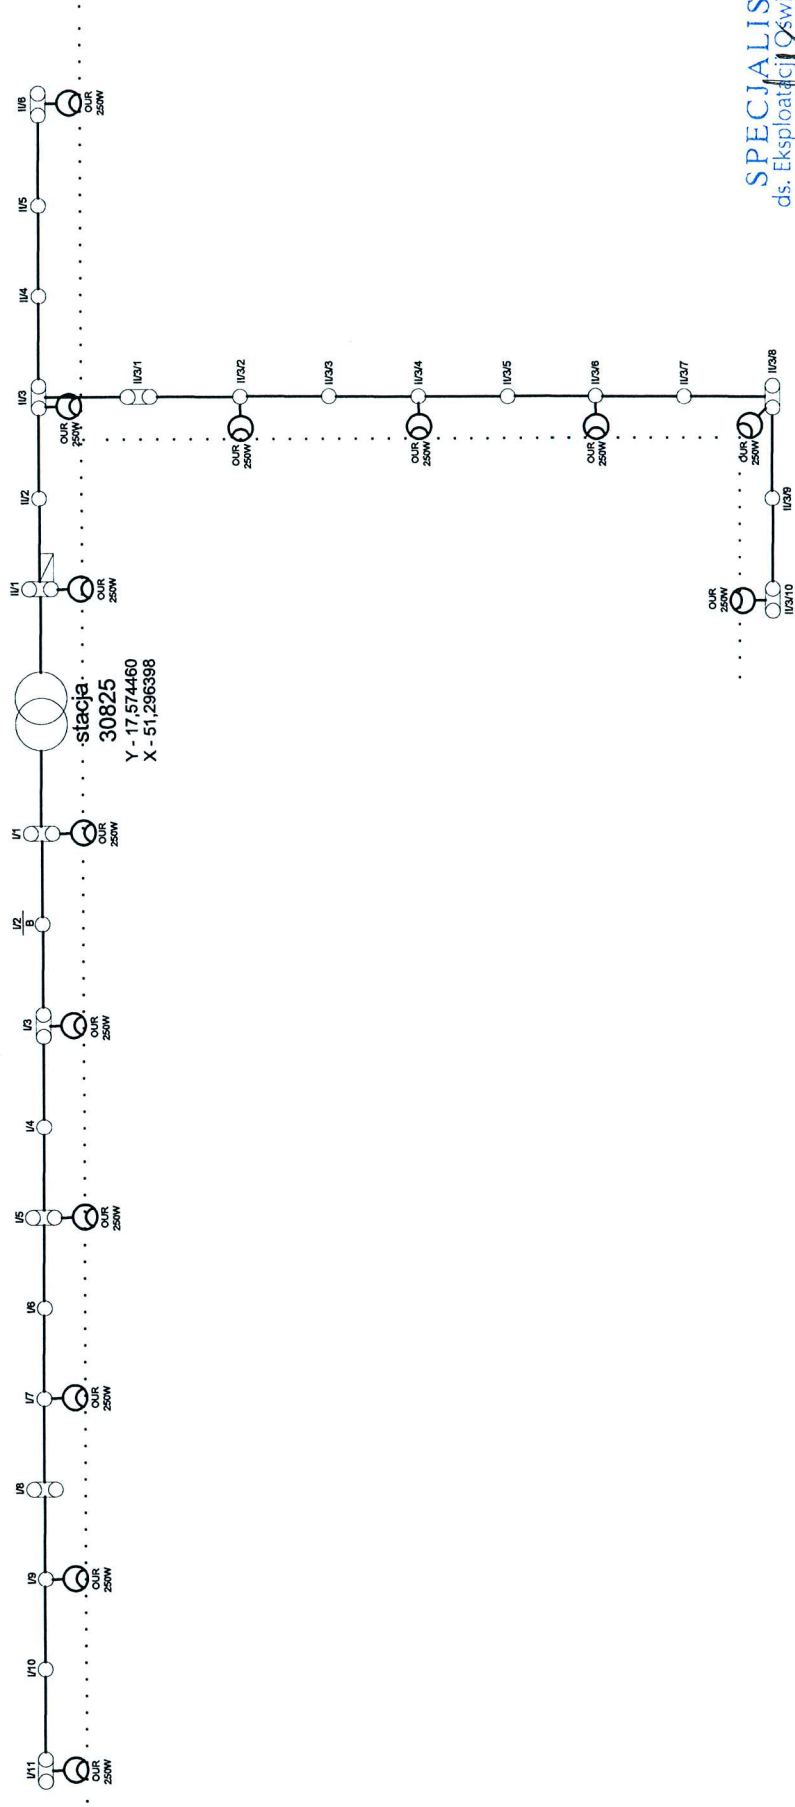 I/11
OUR
250W
I/10
I/9
OUR
250W
I/8
I/7
OUR
250W
I/6
I/5
OUR
250W
I/4
I/3
OUR
250W
I/2
B
I/1
OUR
250W
stacja
30825
Y - 17,574460
X - 51,296398
II/1
OUR
250W
II/2
II/3
OUR
250W
II/4
II/5
II/6
OUR
250W
II/3/1
II/3/2
OUR
250W
II/3/3
II/3/4
OUR
250W
II/3/5
II/3/6
OUR
250W
II/3/7
II/3/8
OUR
250W
II/3/9
II/3/10
OUR
250W
SPECJALIS
ds. Eksploatacji Oświ